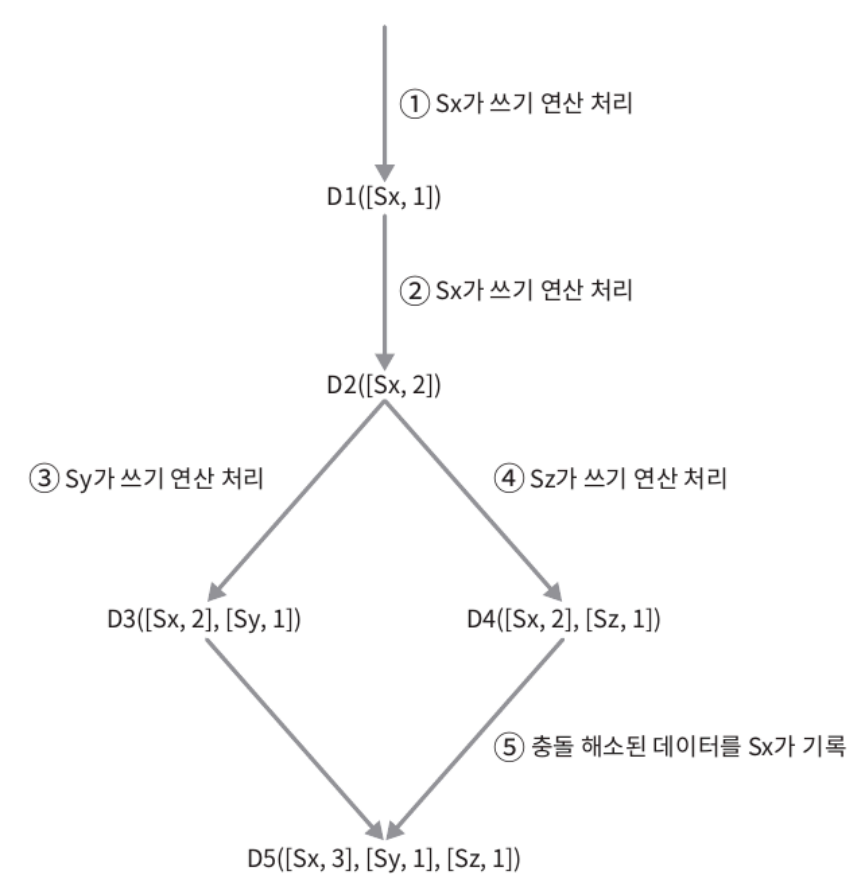 ① Sx가 쓰기 연산 처리
D1([Sx, 1])
② Sx가 쓰기 연산 처리
D2([Sx, 2])
③ Sy가 쓰기 연산 처리
④ Sz가 쓰기 연산 처리
D3([Sx, 2], [Sy, 1])
D4([Sx, 2], [Sz, 1])
⑤ 충돌 해소된 데이터를 Sx가 기록
D5([Sx, 3], [Sy, 1], [Sz, 1])